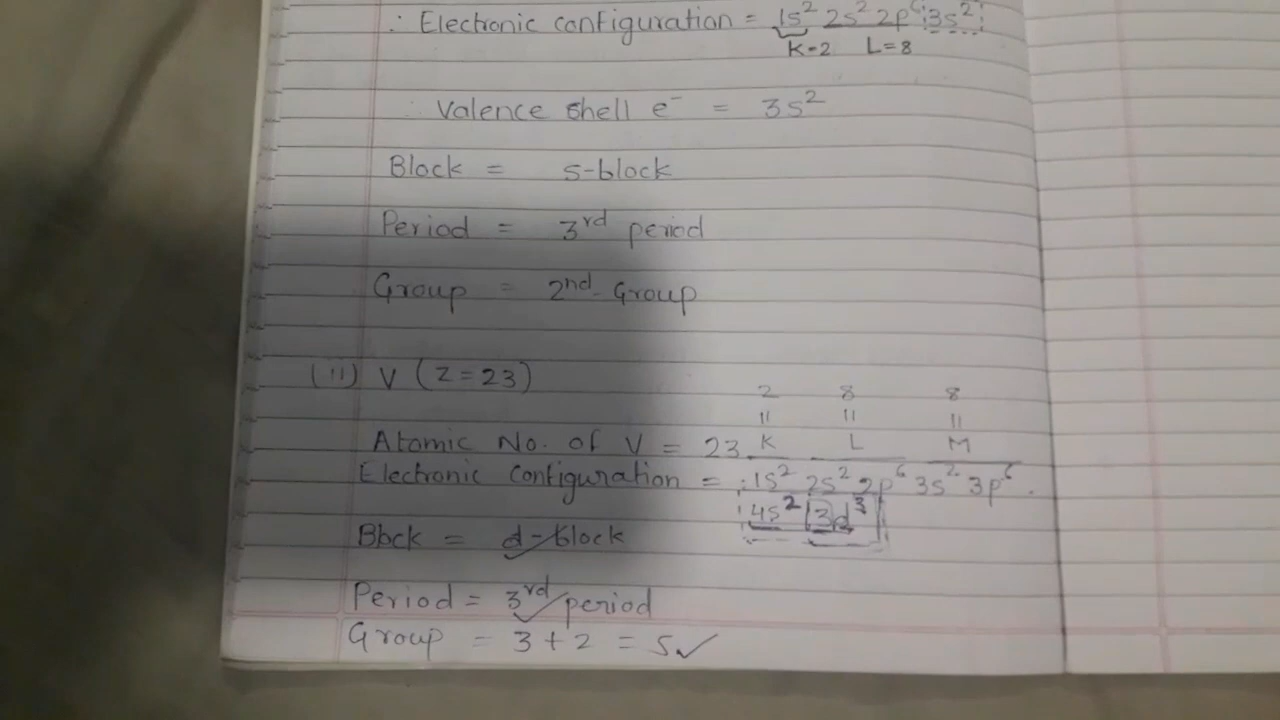 ∴ Electronic configuration = 1s² 2s² 2p⁶ 3s²
K=2 L=8
Valence shell e⁻ = 3s²
Block = s-block
Period = 3rd period
Group = 2nd Group
(ii) V (Z=23)
2 8 8
॥ ॥ ॥
Atomic No. of V = 23 K L M
Electronic configuration = 1s² 2s² 2p⁶ 3s² 3p⁶
4s² 3d³
Block = d-block
Period = 3rd period
Group = 3+2 = 5✓